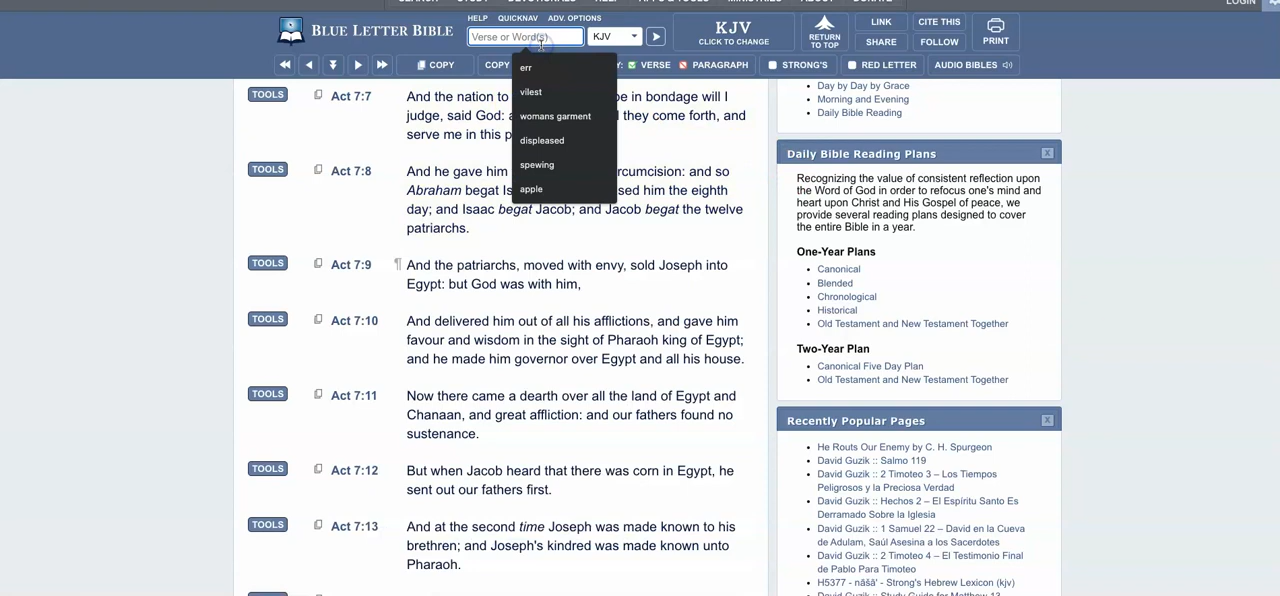 LOGIN
HELP QUICKNAV ADV. OPTIONS
BLUE LETTER BIBLE
Verse or Word(s) KJV
KJV
CLICK TO CHANGE
RETURN
TO TOP
LINK CITE THIS
SHARE FOLLOW
PRINT
COPY COPY VERSE PARAGRAPH STRONG'S RED LETTER AUDIO BIBLES
err
vilest
womans garment
displeased
spewing
apple
TOOLS Act 7:7 And the nation to be in bondage will I
judge, said God: they come forth, and
serve me in this
TOOLS Act 7:8 And he gave him rcumcision: and so
Abraham begat sed him the eighth
day; and Isaac begat Jacob; and Jacob begat the twelve
patriarchs.
TOOLS Act 7:9 ¶ And the patriarchs, moved with envy, sold Joseph into
Egypt: but God was with him,
TOOLS Act 7:10 And delivered him out of all his afflictions, and gave him
favour and wisdom in the sight of Pharaoh king of Egypt;
and he made him governor over Egypt and all his house.
TOOLS Act 7:11 Now there came a dearth over all the land of Egypt and
Chanaan, and great affliction: and our fathers found no
sustenance.
TOOLS Act 7:12 But when Jacob heard that there was corn in Egypt, he
sent out our fathers first.
TOOLS Act 7:13 And at the second time Joseph was made known to his
brethren; and Joseph's kindred was made known unto
Pharaoh.
Day by Day by Grace
Morning and Evening
Daily Bible Reading
Daily Bible Reading Plans
Recognizing the value of consistent reflection upon
the Word of God in order to refocus one's mind and
heart upon Christ and His Gospel of peace, we
provide several reading plans designed to cover
the entire Bible in a year.
One-Year Plans
Canonical
Blended
Chronological
Historical
Old Testament and New Testament Together
Two-Year Plan
Canonical Five Day Plan
Old Testament and New Testament Together
Recently Popular Pages
He Routs Our Enemy by C. H. Spurgeon
David Guzik :: Salmo 119
David Guzik :: 2 Timoteo 3 – Los Tiempos
Peligrosos y la Preciosa Verdad
David Guzik :: Hechos 2 – El Espíritu Santo Es
Derramado Sobre la Iglesia
David Guzik :: 1 Samuel 22 – David en la Cueva
de Adulam, Saúl Asesina a los Sacerdotes
David Guzik :: 2 Timoteo 4 – El Testimonio Final
de Pablo Para Timoteo
H5377 - nāšā' - Strong's Hebrew Lexicon (kjv)